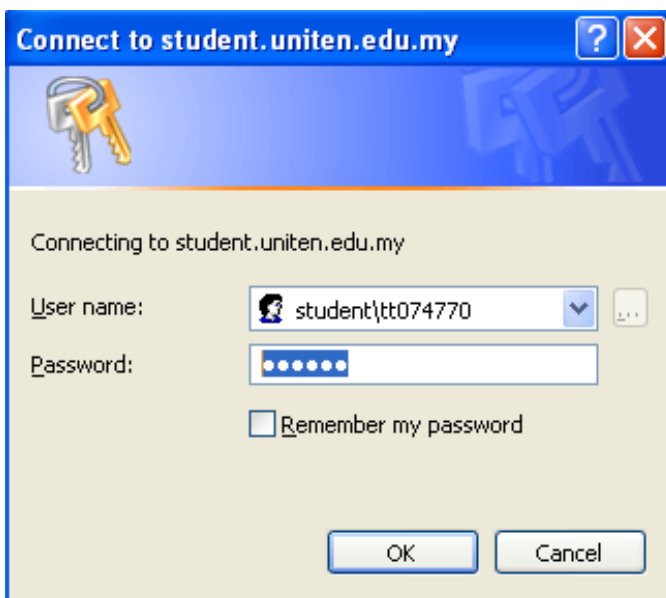 Connect to student.uniten.edu.my
Connecting to student.uniten.edu.my
User name: student\tt074770 ...
Password: ••••••
Remember my password
OK Cancel